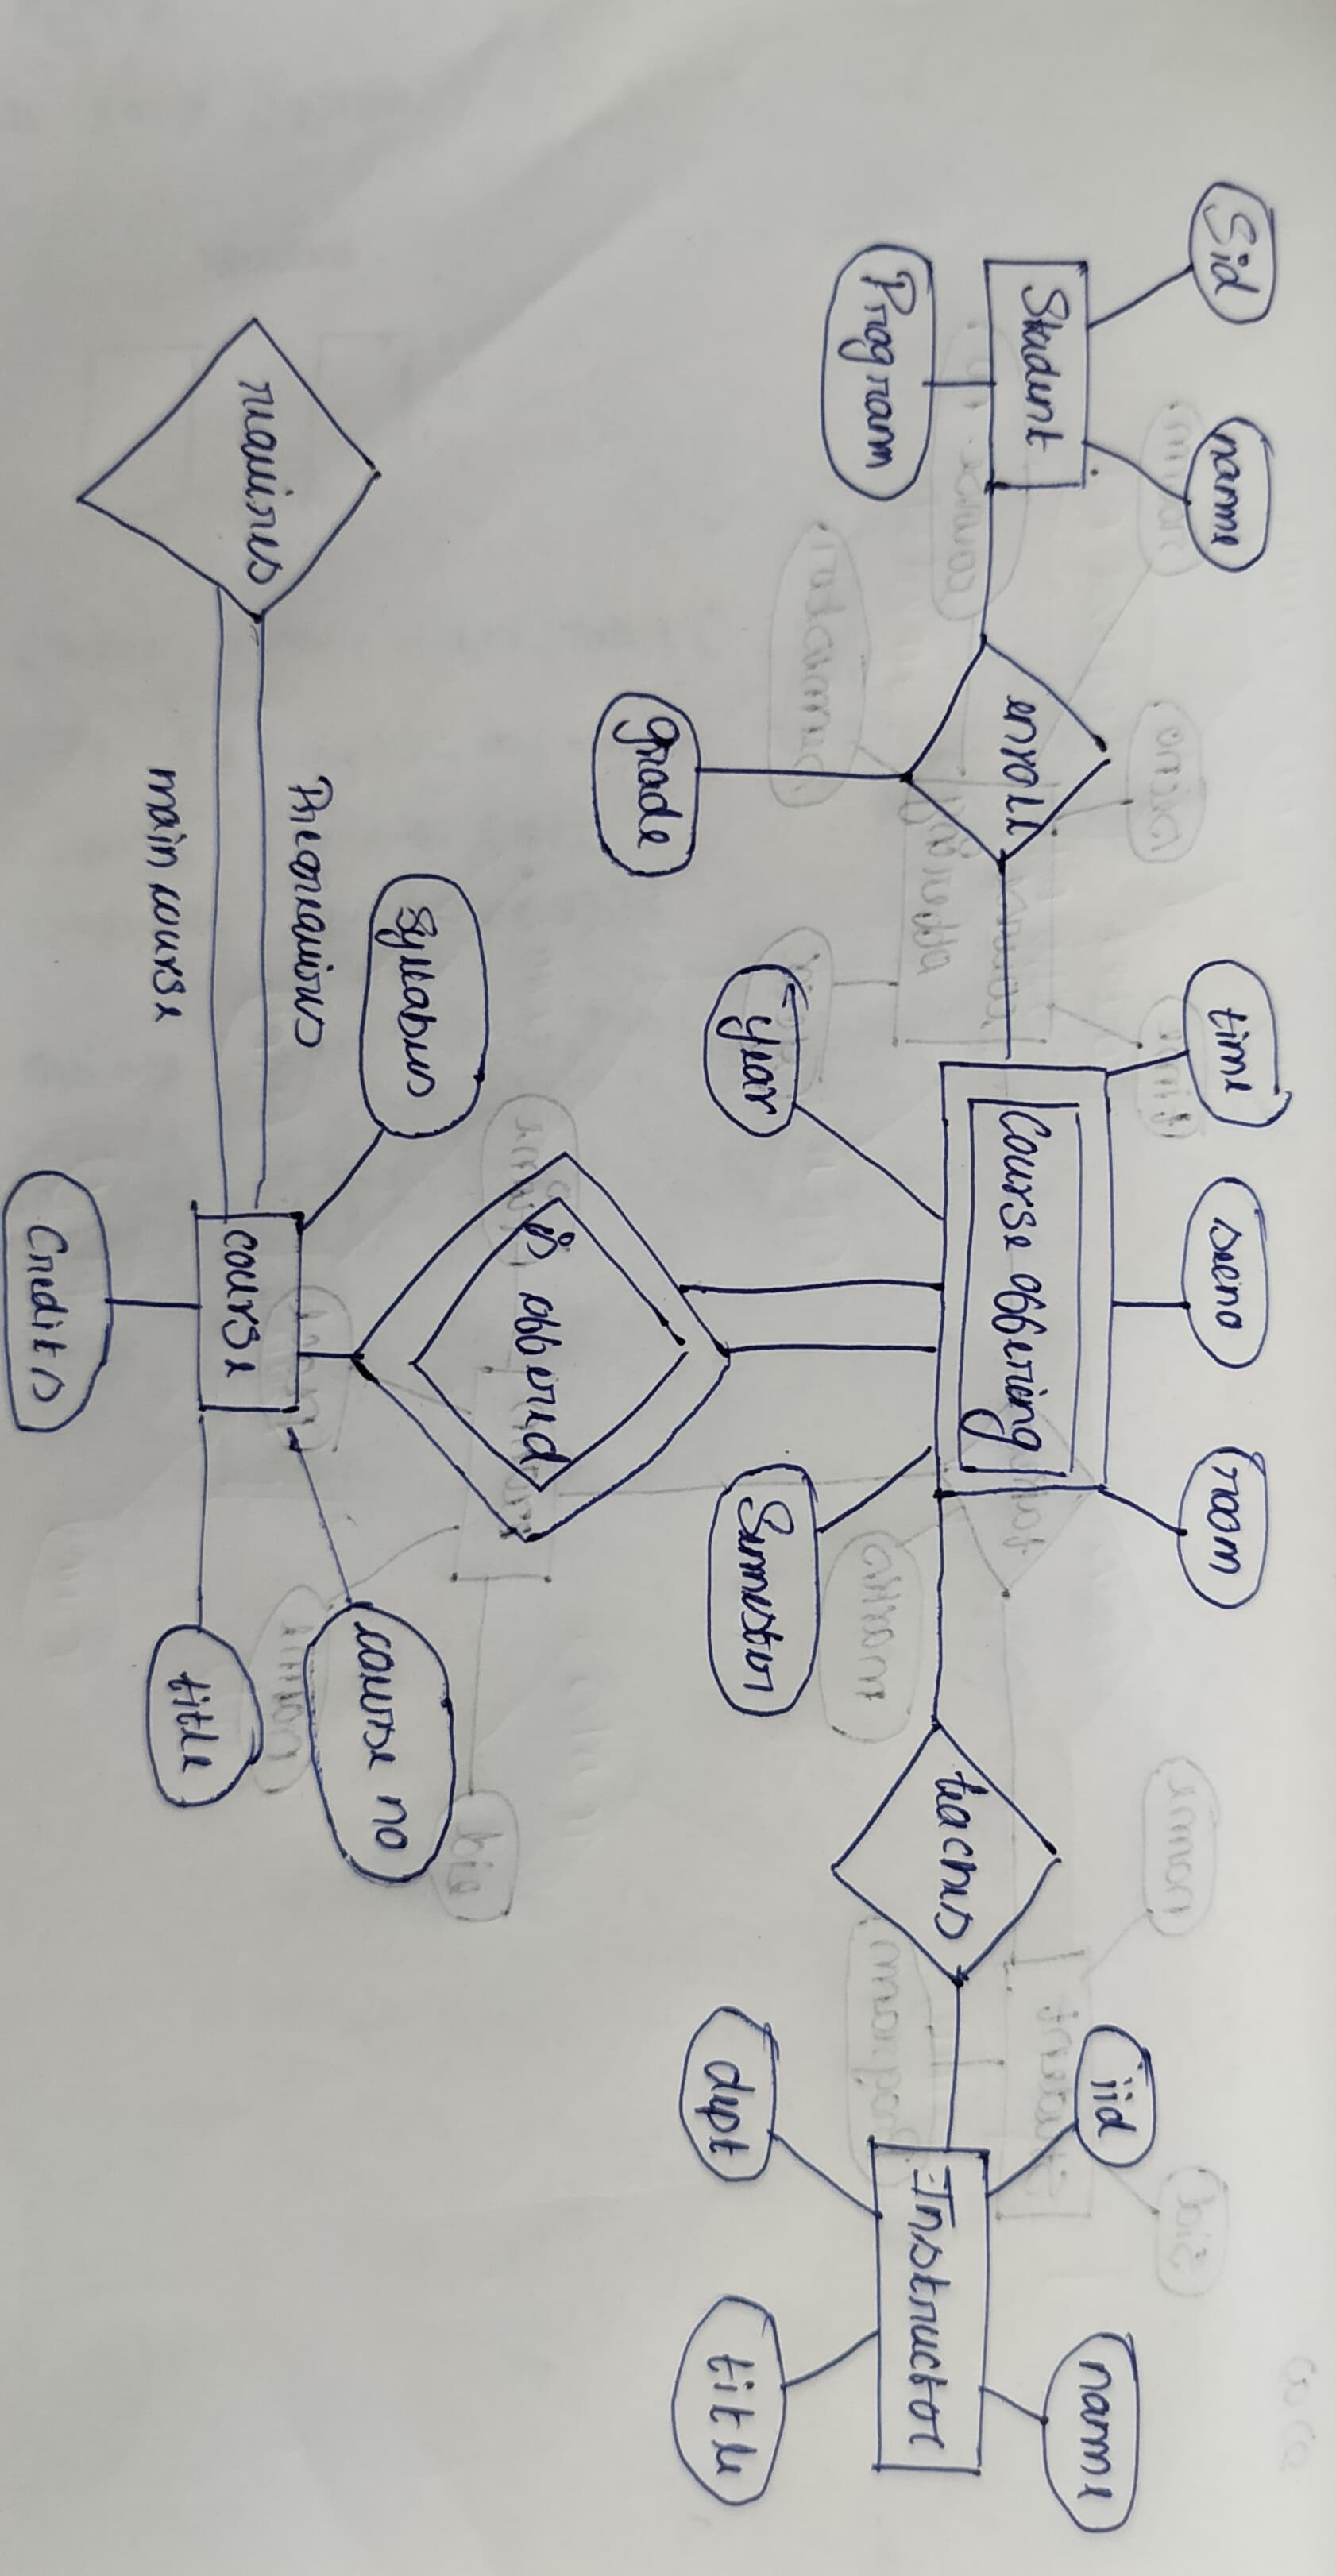 Sid
name
time
secno
room
iid
name
Student
enroll
Course offering
teaches
Instructor
Program
grade
year
Semester
dept
title
syllabus
is offered
course no
requires
Prerequires
main course
course
title
Credits